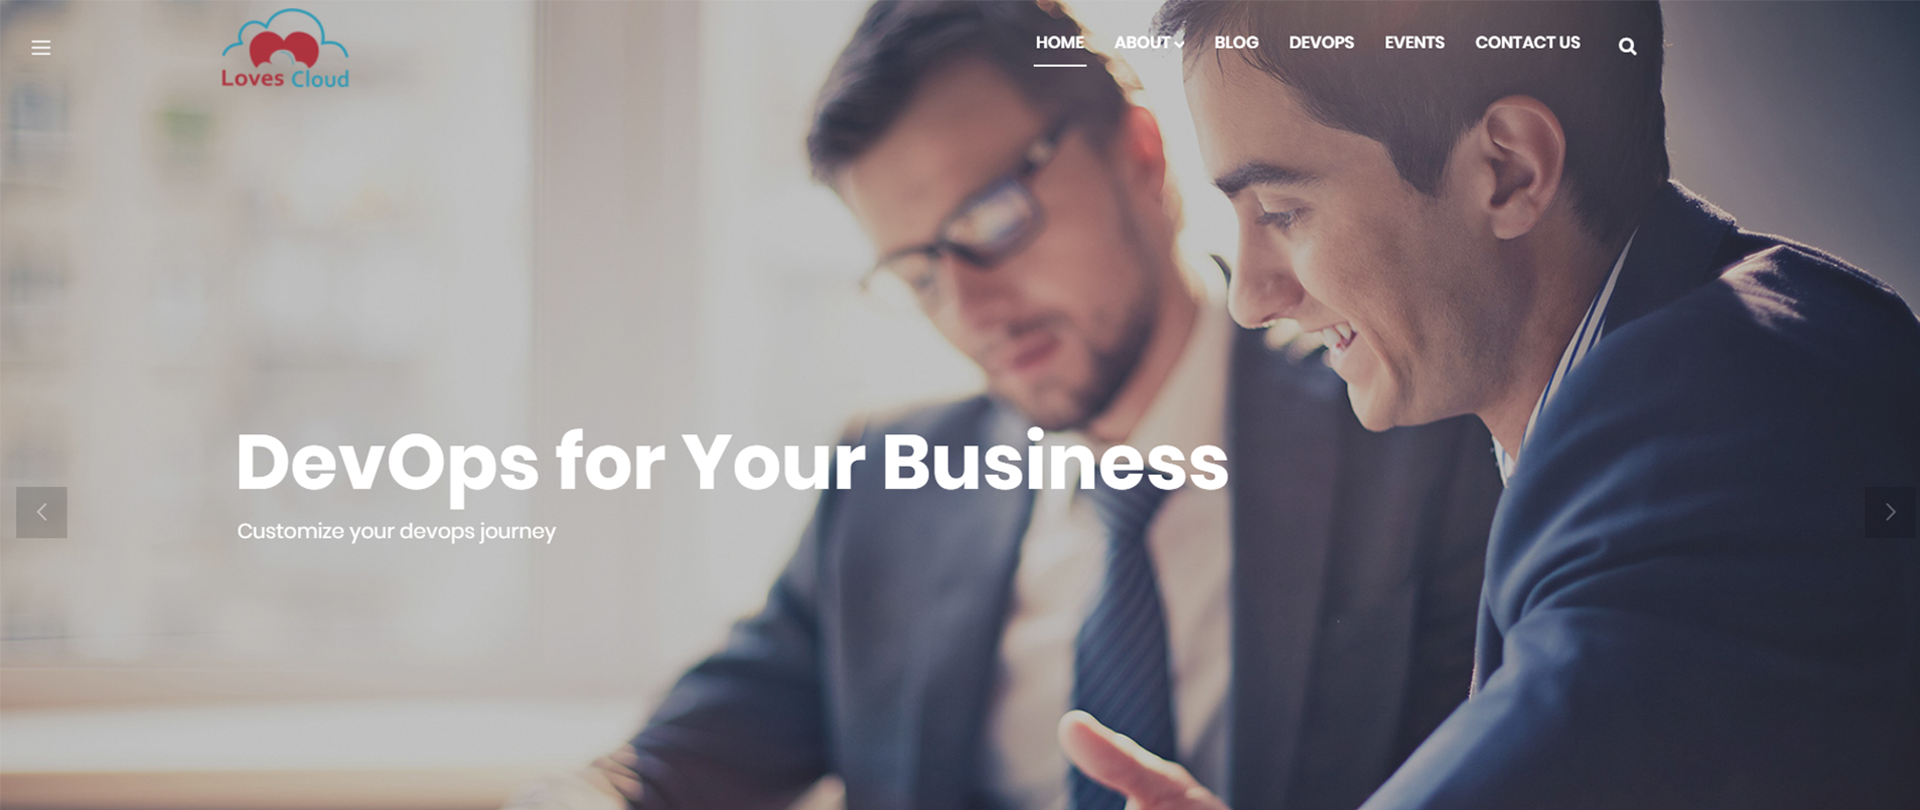 Loves Cloud
HOME ABOUT BLOG DEVOPS EVENTS CONTACT US
DevOps for Your Business
Customize your devops journey